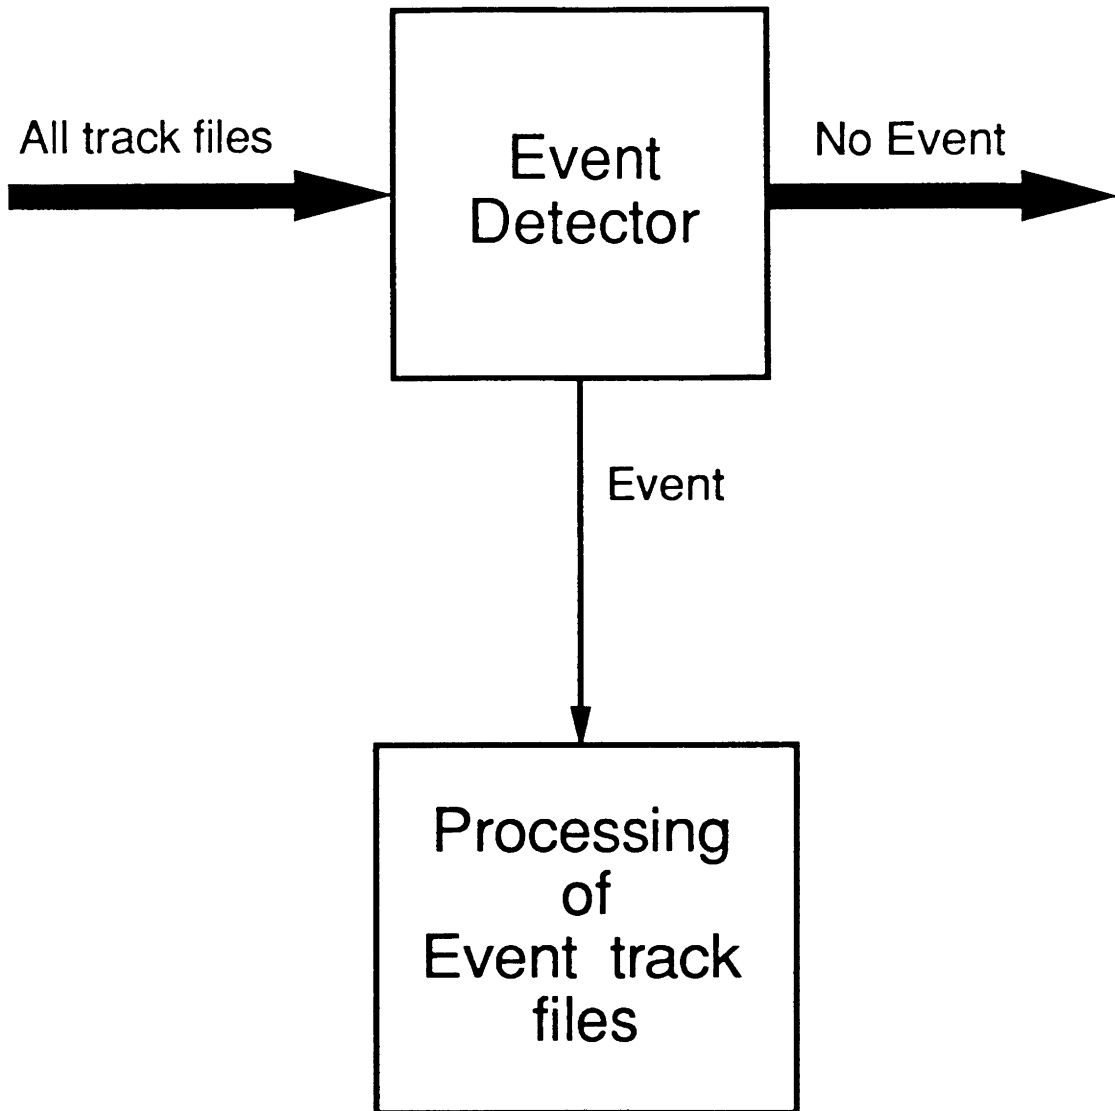 All track files
Event
Detector
No Event
Event
Processing
of
Event track
files